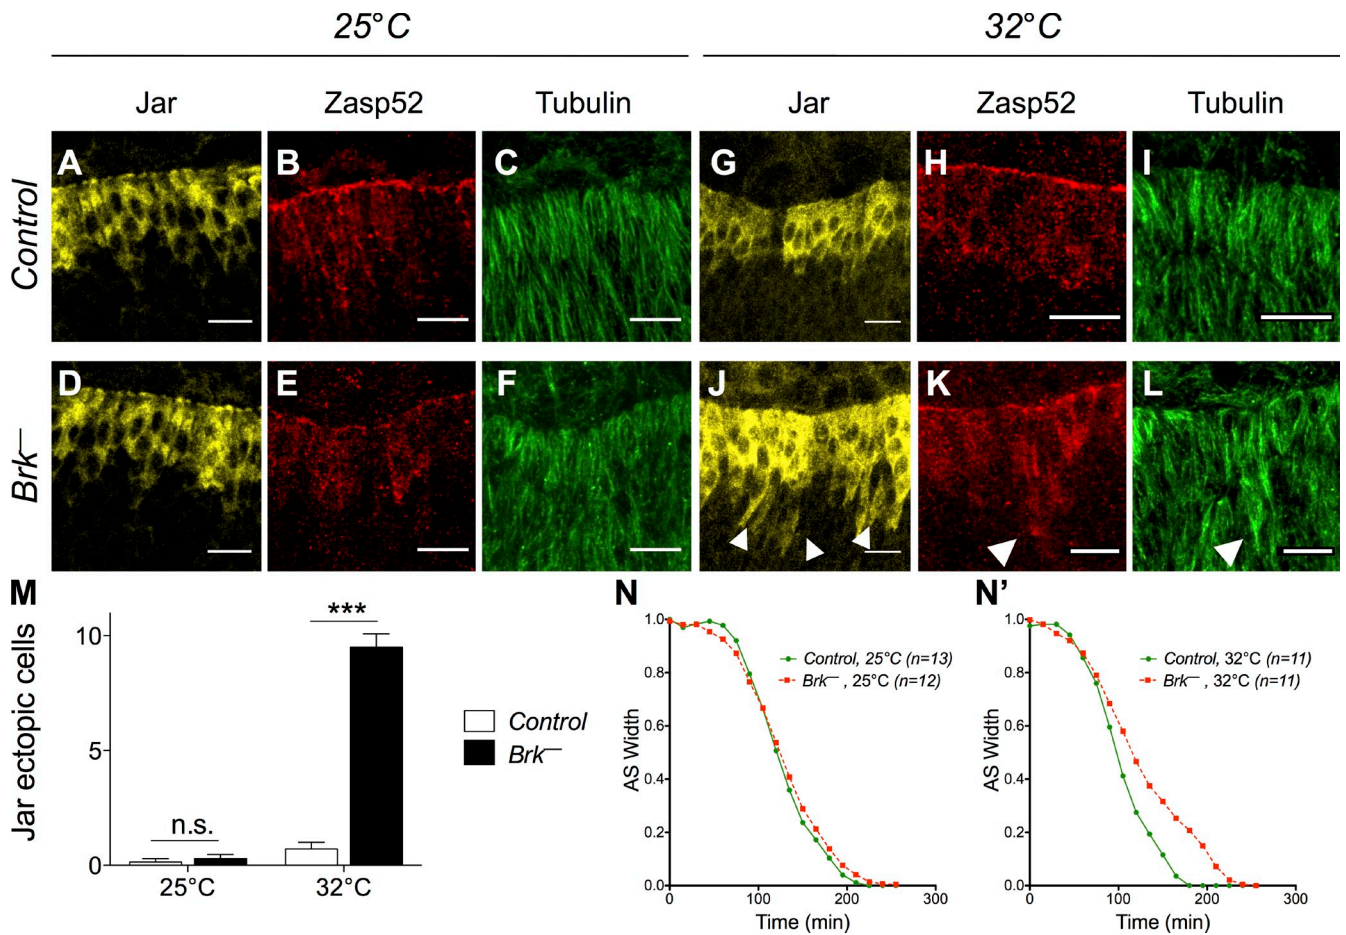 25°C
32°C
Jar
Zasp52
Tubulin
Jar
Zasp52
Tubulin
Control
A
B
C
G
H
I
Brk—
D
E
F
J
K
L
M
Jar ectopic cells
10
5
0
***
n.s.
25°C
32°C
Control
Brk—
N
AS Width
1.0
0.8
0.6
0.4
0.2
0.0
0
100
200
300
Time (min)
Control, 25°C (n=13)
Brk— , 25°C (n=12)
N’
AS Width
1.0
0.8
0.6
0.4
0.2
0.0
0
100
200
300
Time (min)
Control, 32°C (n=11)
Brk— , 32°C (n=11)